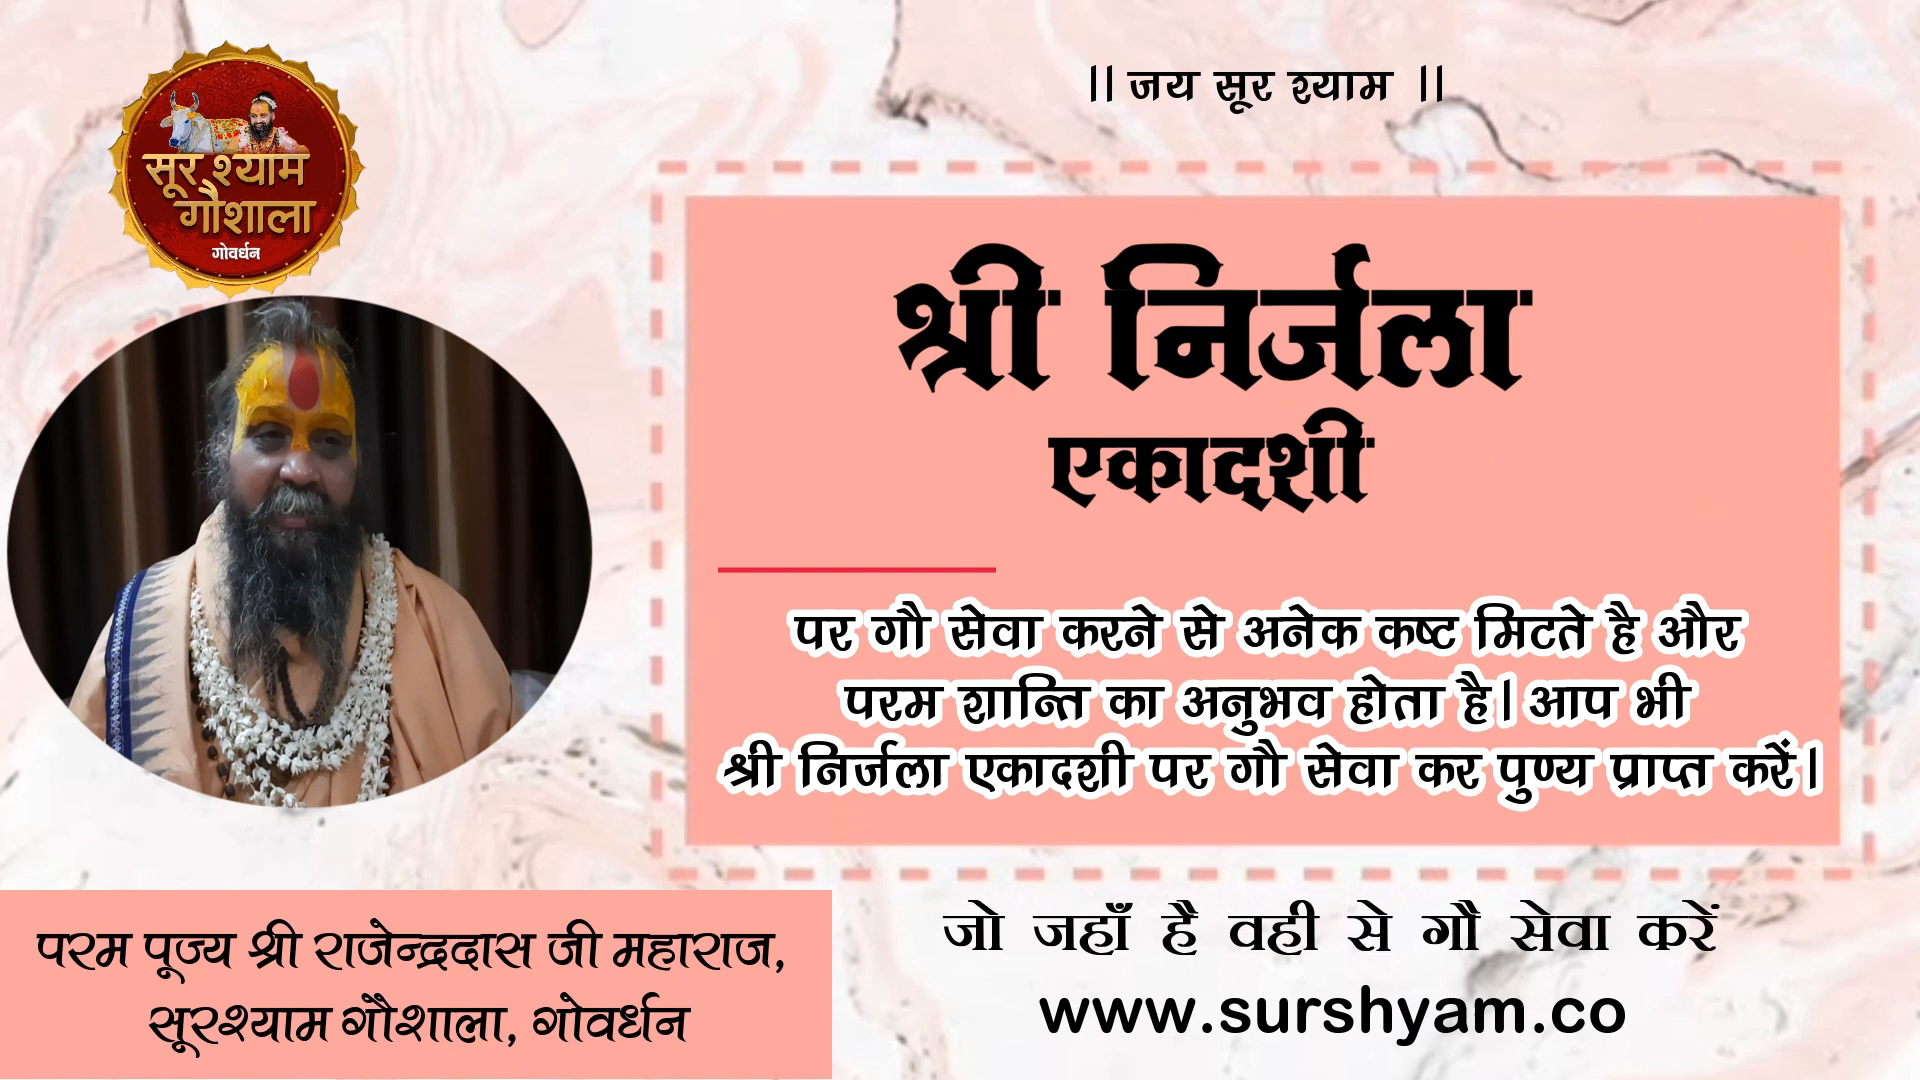 || जय सूर श्याम ||
सूर श्याम
गौशाला
गोवर्धन
श्री निर्जला
एकादशी
पर गौ सेवा करने से अनेक कष्ट मिटते है और
परम शान्ति का अनुभव होता है। आप भी
श्री निर्जला एकादशी पर गौ सेवा कर पुण्य प्राप्त करें।
परम पूज्य श्री राजेन्द्रदास जी महाराज,
सूरश्याम गौशाला, गोवर्धन
जो जहाँ है वही से गौ सेवा करें
www.surshyam.co